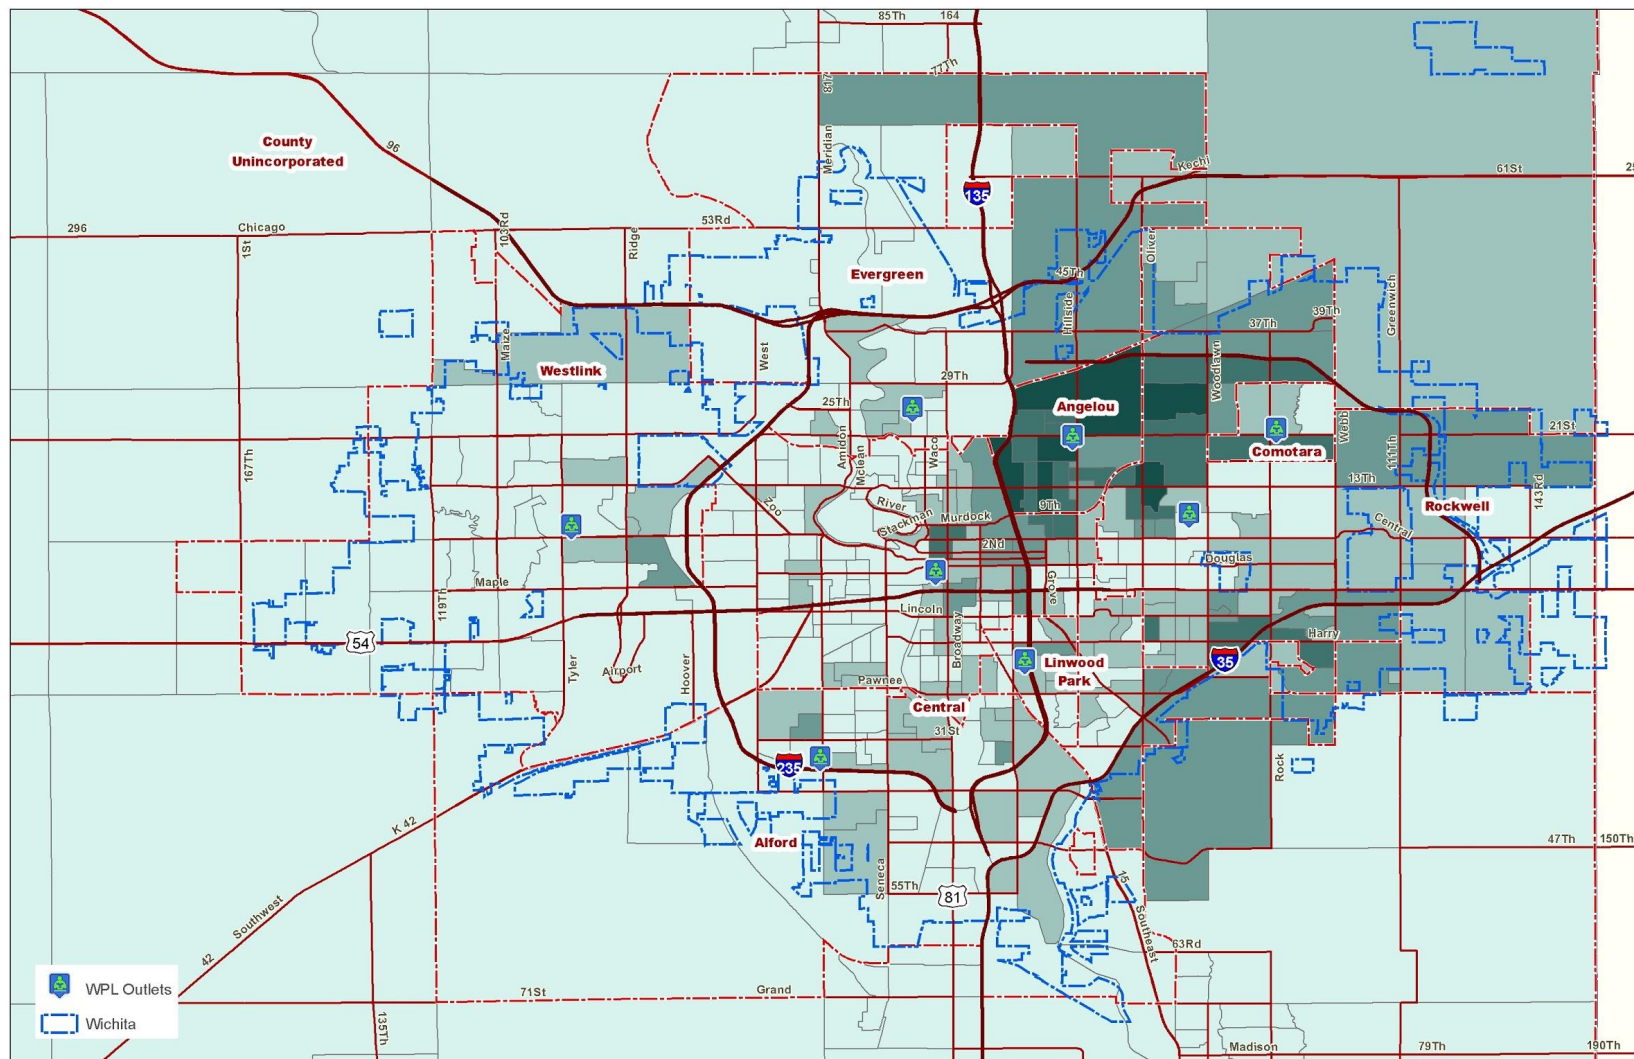 85Th
164
77Th
817
County
Unincorporated
96
Meridian
Kechi
61St
135
296
Chicago
1St
103Rd
Ridge
53Rd
Oliver
Evergreen
45Th
Hillside
Greenwich
37Th
39Th
Maize
West
Westlink
29Th
Woodlawn
25Th
Angelou
Amidon
Mclean
Waco
Webb
21St
167Th
Comotara
111Th
13Th
143Rd
Zoo
River
Stackman
Murdock
9Th
Rockwell
Central
2Nd
Douglas
119Th
Maple
Grove
Lincoln
Broadway
Harry
54
Airport
Tyler
Hoover
Pawnee
Linwood
Park
35
Central
31St
235
Rock
K 42
Alford
47Th
150Th
Seneca
55Th
81
15
Southwest
Southeast
42
63Rd
WPL Outlets
71St
Grand
Wichita
135Th
Madison
79Th
190Th